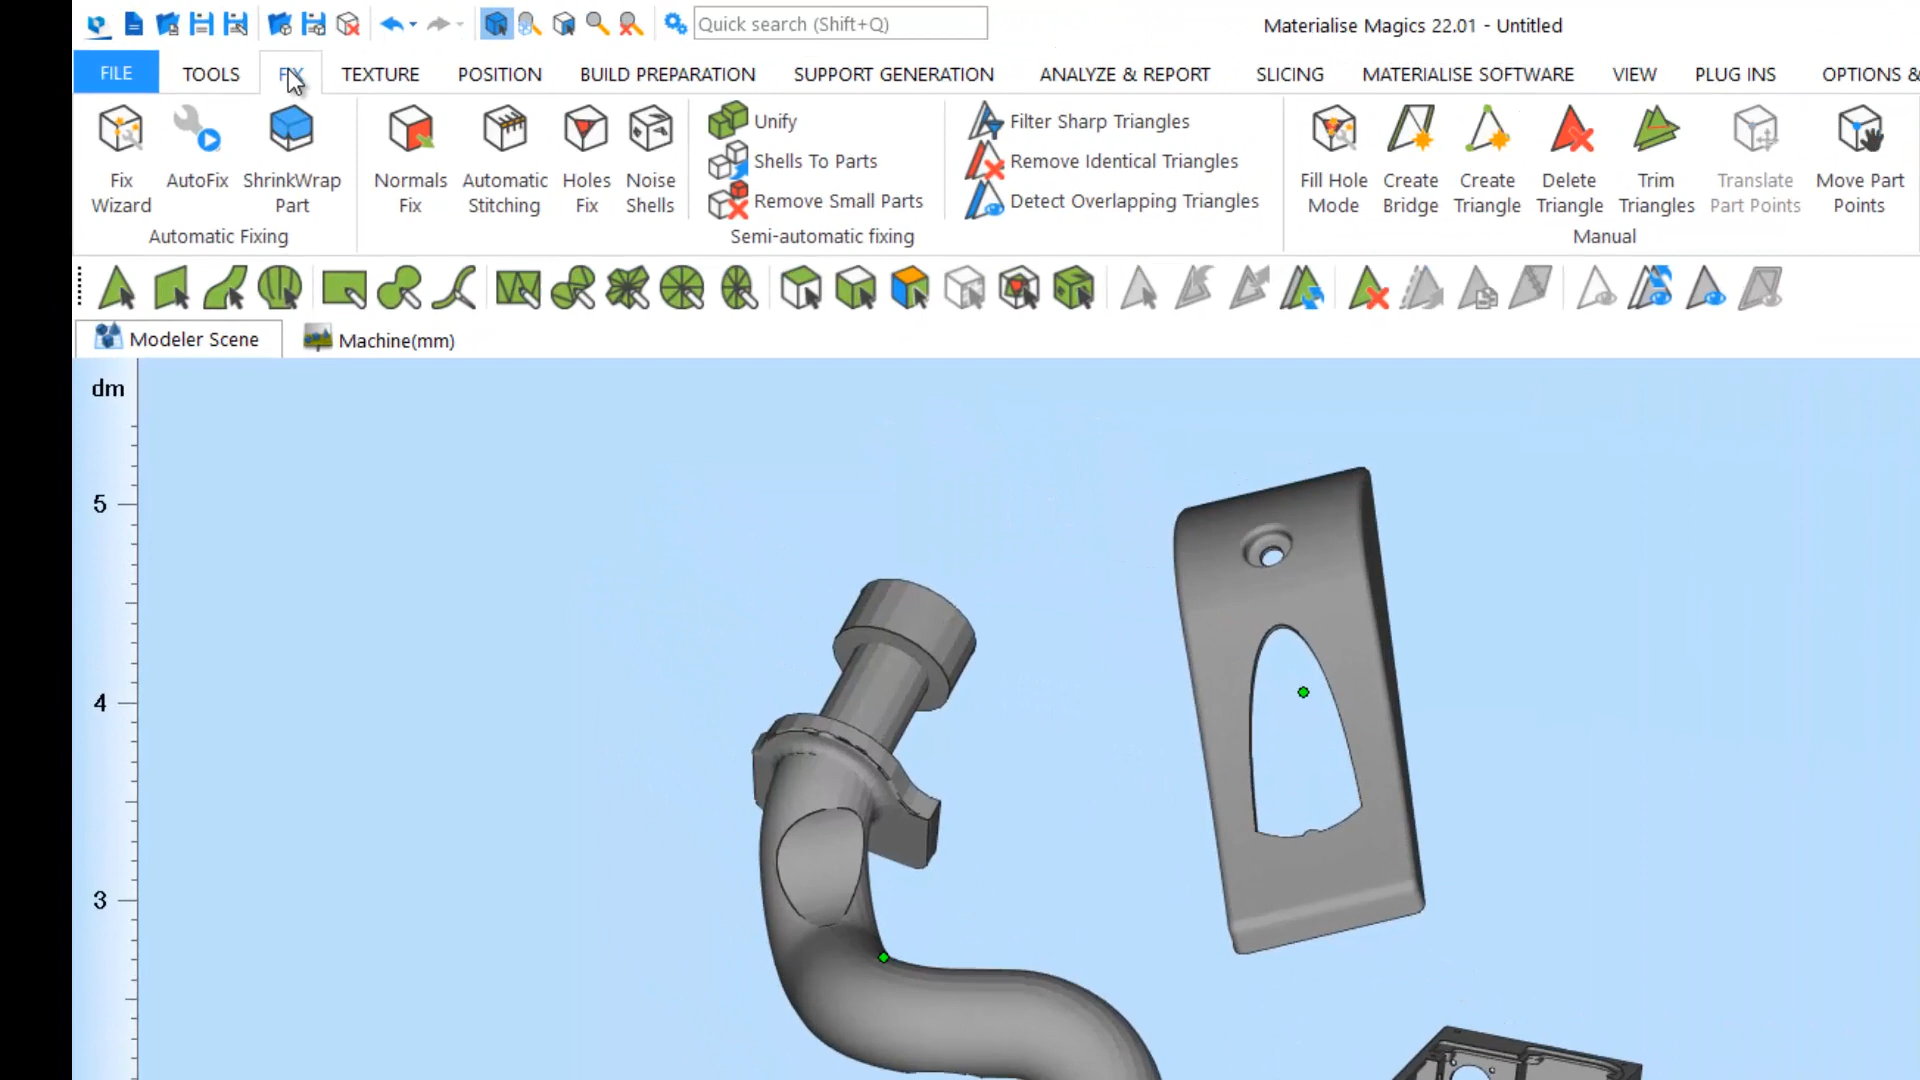 Quick search (Shift+Q)
Materialise Magics 22.01 - Untitled
FILE TOOLS FIX TEXTURE POSITION BUILD PREPARATION SUPPORT GENERATION ANALYZE & REPORT SLICING MATERIALISE SOFTWARE VIEW PLUG INS OPTIONS &
Fix
Wizard
AutoFix
ShrinkWrap
Part
Automatic Fixing
Normals
Fix
Automatic
Stitching
Holes
Fix
Noise
Shells
Unify
Shells To Parts
Remove Small Parts
Filter Sharp Triangles
Remove Identical Triangles
Detect Overlapping Triangles
Semi-automatic fixing
Fill Hole
Mode
Create
Bridge
Create
Triangle
Delete
Triangle
Trim
Triangles
Translate
Part Points
Move Part
Points
Manual
Modeler Scene
Machine(mm)
dm
5
4
3